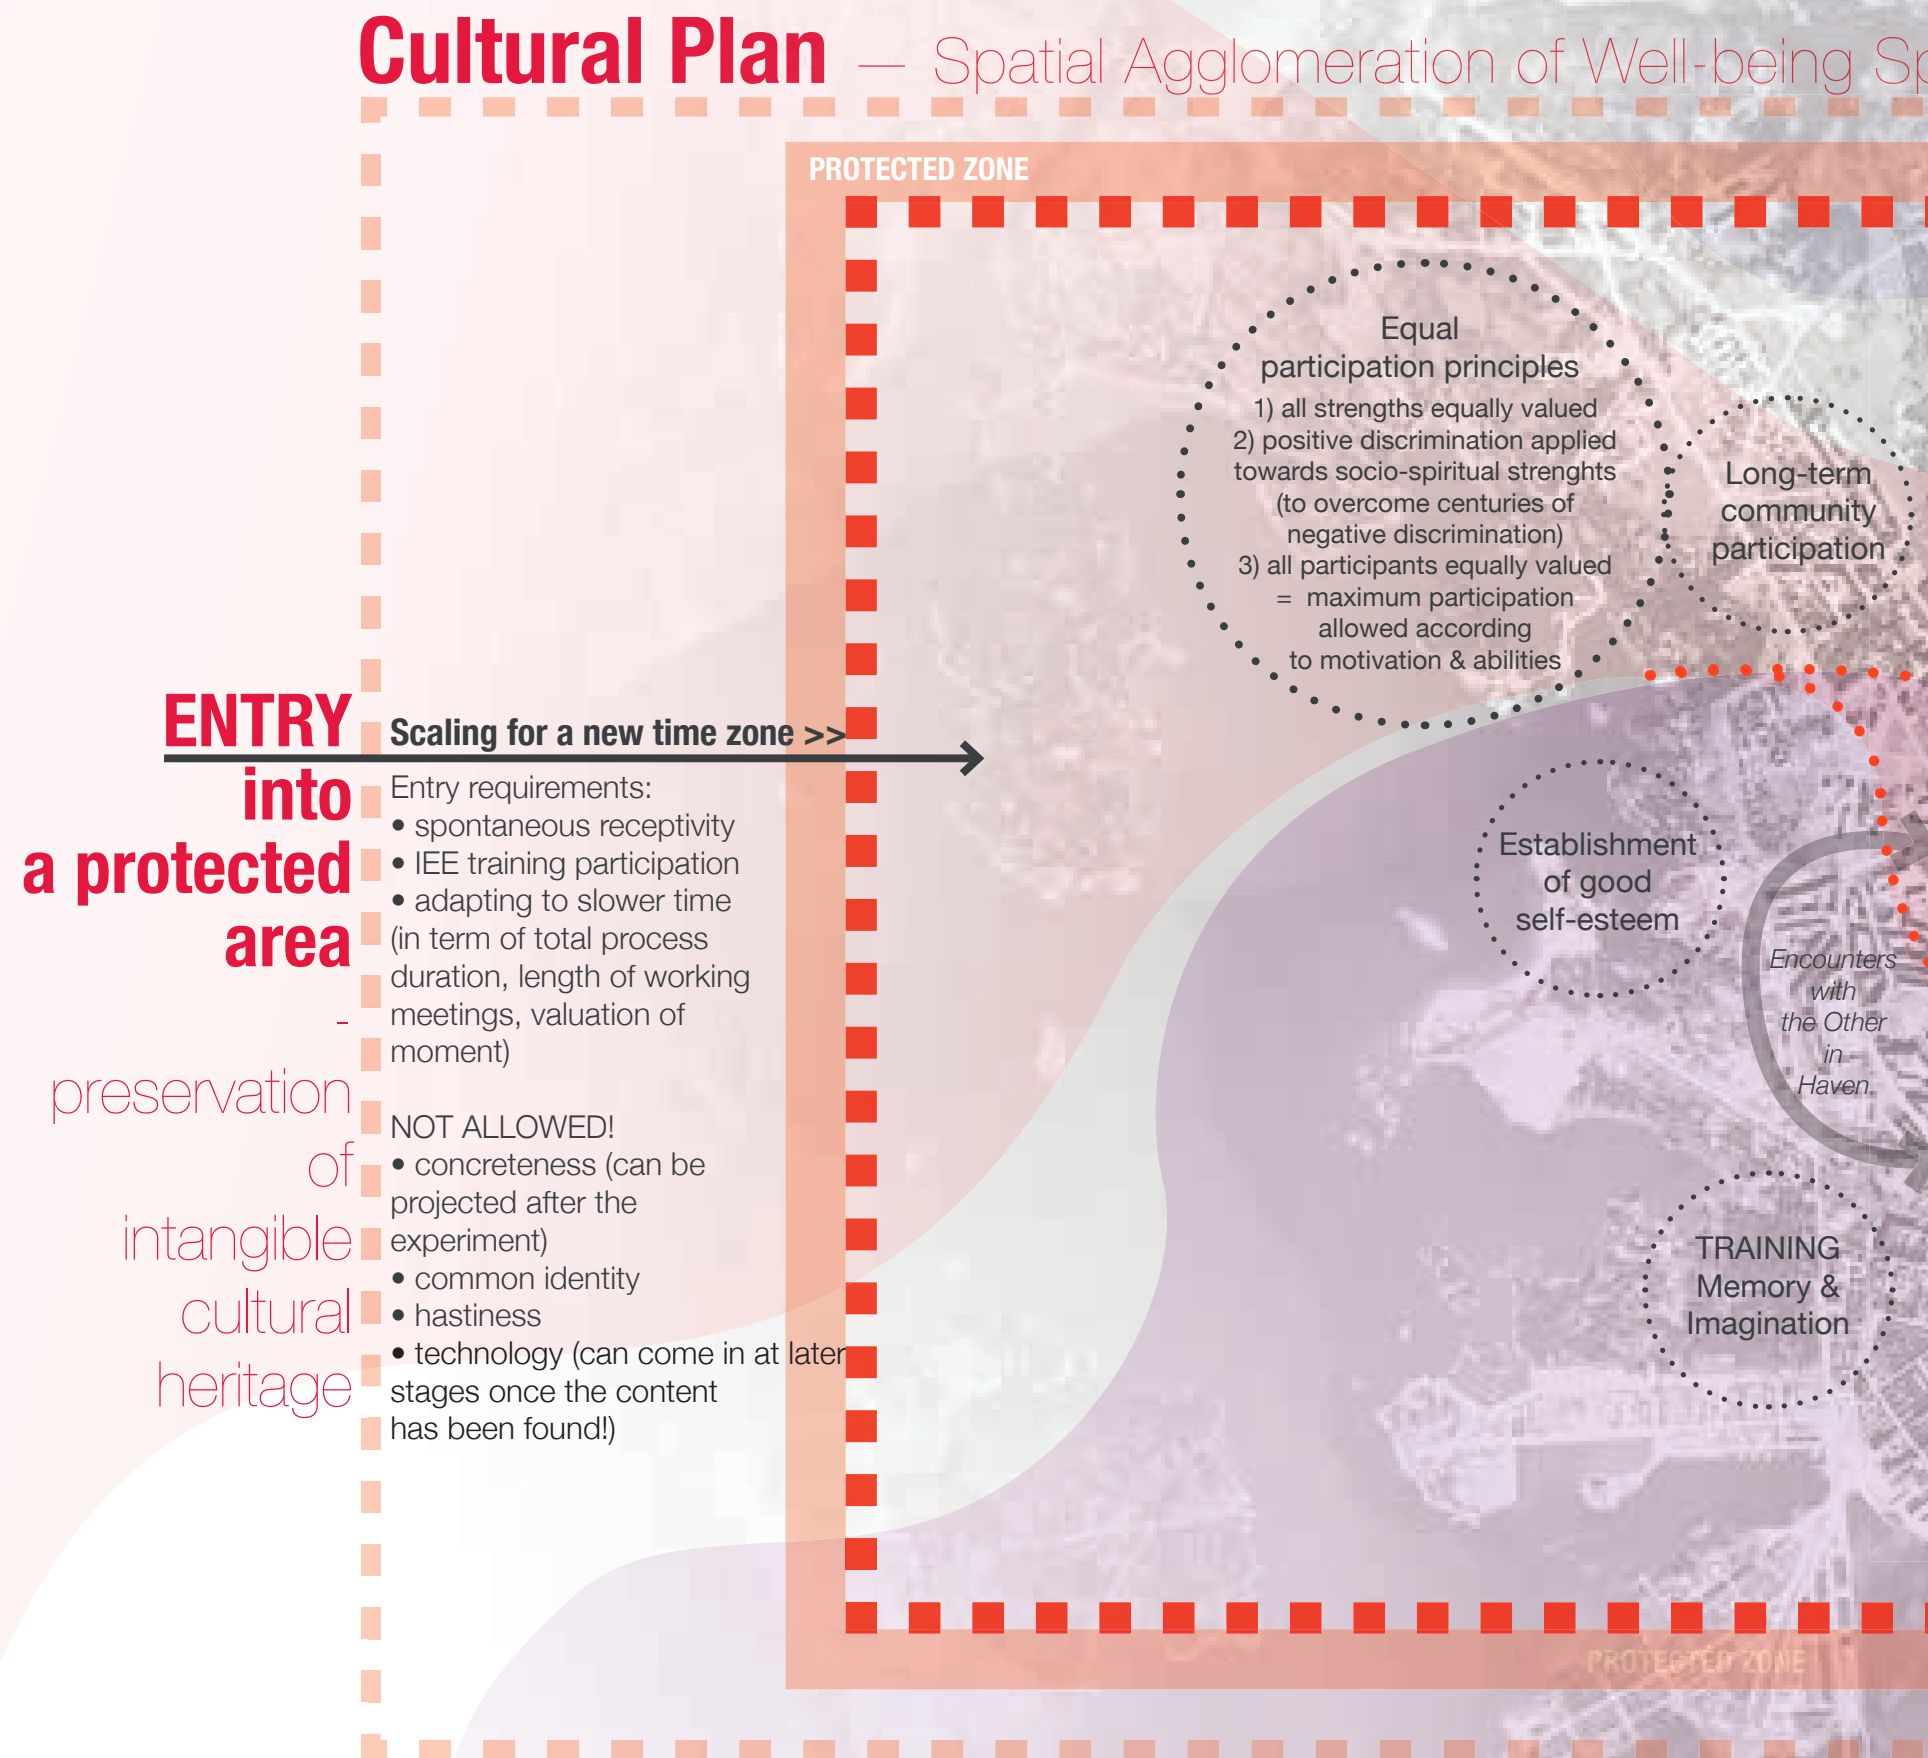 Cultural Plan — Spatial Agglomeration of Well-being
PROTECTED ZONE
Equal
participation principles
1) all strengths equally valued
2) positive discrimination applied
towards socio-spiritual strenghts
(to overcome centuries of
negative discrimination)
3) all participants equally valued
= maximum participation
allowed according
to motivation & abilities
Long-term
community
participation
ENTRY
into
a protected
area
-
preservation
of
intangible
cultural
heritage
Scaling for a new time zone >>
Entry requirements:
• spontaneous receptivity
• IEE training participation
• adapting to slower time
(in term of total process
duration, length of working
meetings, valuation of
moment)
NOT ALLOWED!
• concreteness (can be
projected after the
experiment)
• common identity
• hastiness
• technology (can come in at later
stages once the content
has been found!)
Establishment
of good
self-esteem
Encounters
with
the Other
in
Haven
TRAINING
Memory &
Imagination
PROTECTED ZONE